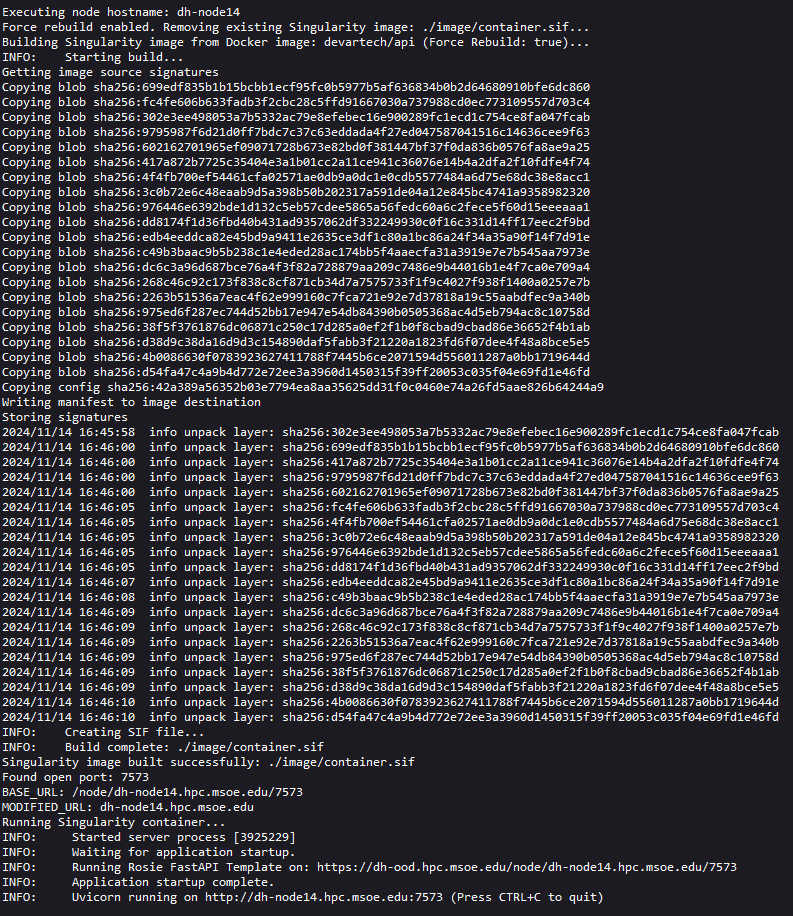 Executing node hostname: dh-node14
Force rebuild enabled. Removing existing Singularity image: ./image/container.sif...
Building Singularity image from Docker image: devartech/api (Force Rebuild: true)...
INFO:    Starting build...
Getting image source signatures
Copying blob sha256:699edf835b1b15bcbb1ecf95fc0b5977b5af636834b0b2d64680910bfe6dc860
Copying blob sha256:fc4fe606b633fadb3f2cbc28c5ffd91667030a737988cd0ec773109557d703c4
Copying blob sha256:302e3ee498053a7b5332ac79e8efebec16e900289fc1ecd1c754ce8fa047fcab
Copying blob sha256:9795987f6d21d0ff7bdc7c37c63eddada4f27ed047587041516c14636cee9f63
Copying blob sha256:602162701965ef09071728b673e82bd0f381447bf37f0da836b0576fa8ae9a25
Copying blob sha256:417a872b7725c35404e3a1b01cc2a11ce941c36076e14b4a2dfa2f10fdfe4f74
Copying blob sha256:4f4fb700ef54461cfa02571ae0db9a0dc1e0cdb5577484a6d75e68dc38e8acc1
Copying blob sha256:3c0b72e6c48eaab9d5a398b50b202317a591de04a12e845bc4741a9358982320
Copying blob sha256:976446e6392bde1d132c5eb57cdee5865a56fedc60a6c2fece5f60d15eeeaaa1
Copying blob sha256:dd8174f1d36fbd40b431ad9357062df332249930c0f16c331d14ff17eec2f9bd
Copying blob sha256:edb4eeddca82e45bd9a9411e2635ce3df1c80a1bc86a24f34a35a90f14f7d91e
Copying blob sha256:c49b3baac9b5b238c1e4eded28ac174bb5f4aaecfa31a3919e7e7b545aa7973e
Copying blob sha256:dc6c3a96d687bce76a4f3f82a728879aa209c7486e9b44016b1e4f7ca0e709a4
Copying blob sha256:268c46c92c173f838c8cf871cb34d7a7575733f1f9c4027f938f1400a0257e7b
Copying blob sha256:2263b51536a7eac4f62e999160c7fca721e92e7d37818a19c55aabdfec9a340b
Copying blob sha256:975ed6f287ec744d52bb17e947e54db84390b0505368ac4d5eb794ac8c10758d
Copying blob sha256:38f5f3761876dc06871c250c17d285a0ef2f1b0f8cbad9cbad86e36652f4b1ab
Copying blob sha256:d38d9c38da16d9d3c154890daf5fabb3f21220a1823fd6f07dee4f48a8bce5e5
Copying blob sha256:4b0086630f0783923627411788f7445b6ce2071594d556011287a0bb1719644d
Copying blob sha256:d54fa47c4a9b4d772e72ee3a3960d1450315f39ff20053c035f04e69fd1e46fd
Copying config sha256:42a389a56352b03e7794ea8aa35625dd31f0c0460e74a26fd5aae826b64244a9
Writing manifest to image destination
Storing signatures
2024/11/14 16:45:58  info unpack layer: sha256:302e3ee498053a7b5332ac79e8efebec16e900289fc1ecd1c754ce8fa047fcab
2024/11/14 16:46:00  info unpack layer: sha256:699edf835b1b15bcbb1ecf95fc0b5977b5af636834b0b2d64680910bfe6dc860
2024/11/14 16:46:00  info unpack layer: sha256:417a872b7725c35404e3a1b01cc2a11ce941c36076e14b4a2dfa2f10fdfe4f74
2024/11/14 16:46:00  info unpack layer: sha256:9795987f6d21d0ff7bdc7c37c63eddada4f27ed047587041516c14636cee9f63
2024/11/14 16:46:00  info unpack layer: sha256:602162701965ef09071728b673e82bd0f381447bf37f0da836b0576fa8ae9a25
2024/11/14 16:46:05  info unpack layer: sha256:fc4fe606b633fadb3f2cbc28c5ffd91667030a737988cd0ec773109557d703c4
2024/11/14 16:46:05  info unpack layer: sha256:4f4fb700ef54461cfa02571ae0db9a0dc1e0cdb5577484a6d75e68dc38e8acc1
2024/11/14 16:46:05  info unpack layer: sha256:3c0b72e6c48eaab9d5a398b50b202317a591de04a12e845bc4741a9358982320
2024/11/14 16:46:05  info unpack layer: sha256:976446e6392bde1d132c5eb57cdee5865a56fedc60a6c2fece5f60d15eeeaaa1
2024/11/14 16:46:05  info unpack layer: sha256:dd8174f1d36fbd40b431ad9357062df332249930c0f16c331d14ff17eec2f9bd
2024/11/14 16:46:07  info unpack layer: sha256:edb4eeddca82e45bd9a9411e2635ce3df1c80a1bc86a24f34a35a90f14f7d91e
2024/11/14 16:46:08  info unpack layer: sha256:c49b3baac9b5b238c1e4eded28ac174bb5f4aaecfa31a3919e7e7b545aa7973e
2024/11/14 16:46:09  info unpack layer: sha256:dc6c3a96d687bce76a4f3f82a728879aa209c7486e9b44016b1e4f7ca0e709a4
2024/11/14 16:46:09  info unpack layer: sha256:268c46c92c173f838c8cf871cb34d7a7575733f1f9c4027f938f1400a0257e7b
2024/11/14 16:46:09  info unpack layer: sha256:2263b51536a7eac4f62e999160c7fca721e92e7d37818a19c55aabdfec9a340b
2024/11/14 16:46:09  info unpack layer: sha256:975ed6f287ec744d52bb17e947e54db84390b0505368ac4d5eb794ac8c10758d
2024/11/14 16:46:09  info unpack layer: sha256:38f5f3761876dc06871c250c17d285a0ef2f1b0f8cbad9cbad86e36652f4b1ab
2024/11/14 16:46:09  info unpack layer: sha256:d38d9c38da16d9d3c154890daf5fabb3f21220a1823fd6f07dee4f48a8bce5e5
2024/11/14 16:46:10  info unpack layer: sha256:4b0086630f0783923627411788f7445b6ce2071594d556011287a0bb1719644d
2024/11/14 16:46:10  info unpack layer: sha256:d54fa47c4a9b4d772e72ee3a3960d1450315f39ff20053c035f04e69fd1e46fd
INFO:    Creating SIF file...
INFO:    Build complete: ./image/container.sif
Singularity image built successfully: ./image/container.sif
Found open port: 7573
BASE_URL: /node/dh-node14.hpc.msoe.edu/7573
MODIFIED_URL: dh-node14.hpc.msoe.edu
Running Singularity container...
INFO:     Started server process [3925229]
INFO:     Waiting for application startup.
INFO:     Running Rosie FastAPI Template on: https://dh-ood.hpc.msoe.edu/node/dh-node14.hpc.msoe.edu/7573
INFO:     Application startup complete.
INFO:     Uvicorn running on http://dh-node14.hpc.msoe.edu:7573 (Press CTRL+C to quit)